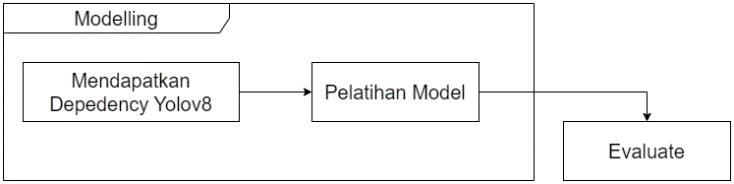 Modelling
Mendapatkan
Depedency Yolov8
Pelatihan Model
Evaluate